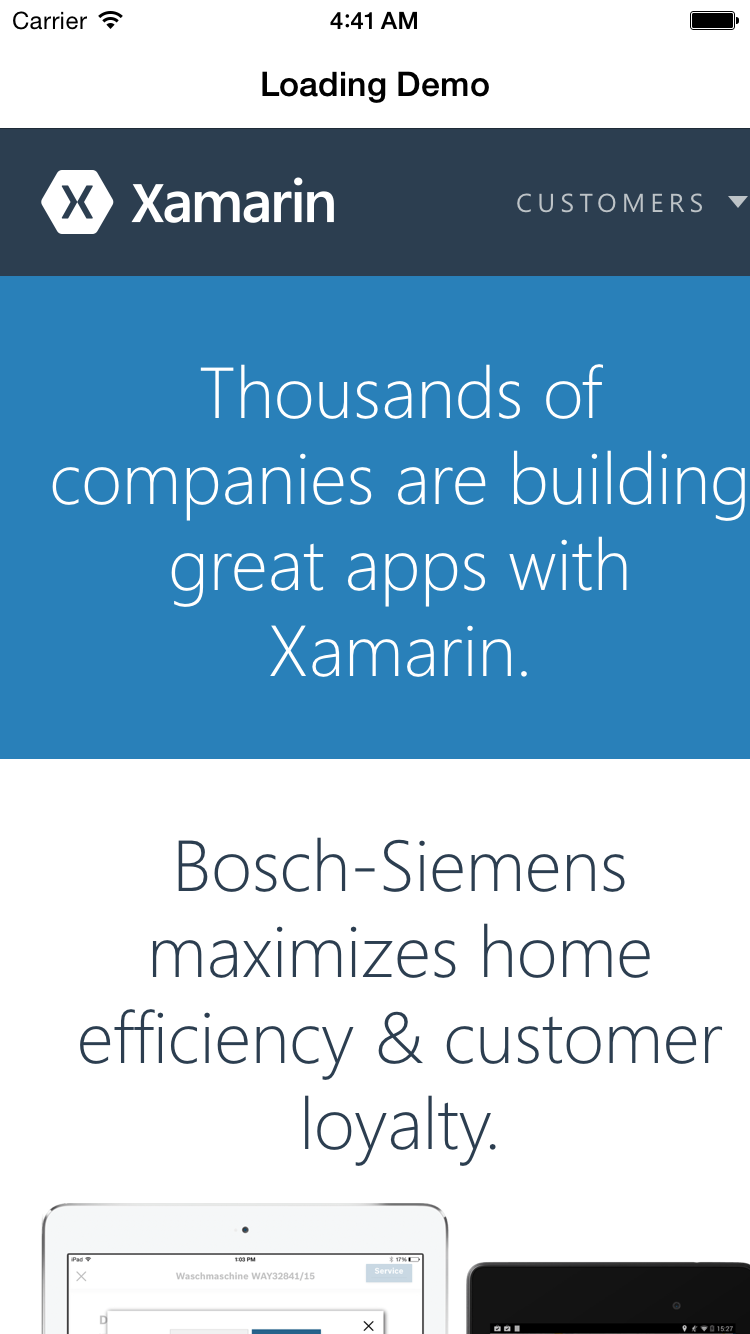 Carrier 4:41 AM
Loading Demo
Xamarin CUSTOMERS
Thousands of
companies are building
great apps with
Xamarin.
Bosch-Siemens
maximizes home
efficiency & customer
loyalty.
iPad 1:03 PM 17%
Waschmaschine WAY32841/15 Service
D
15:27